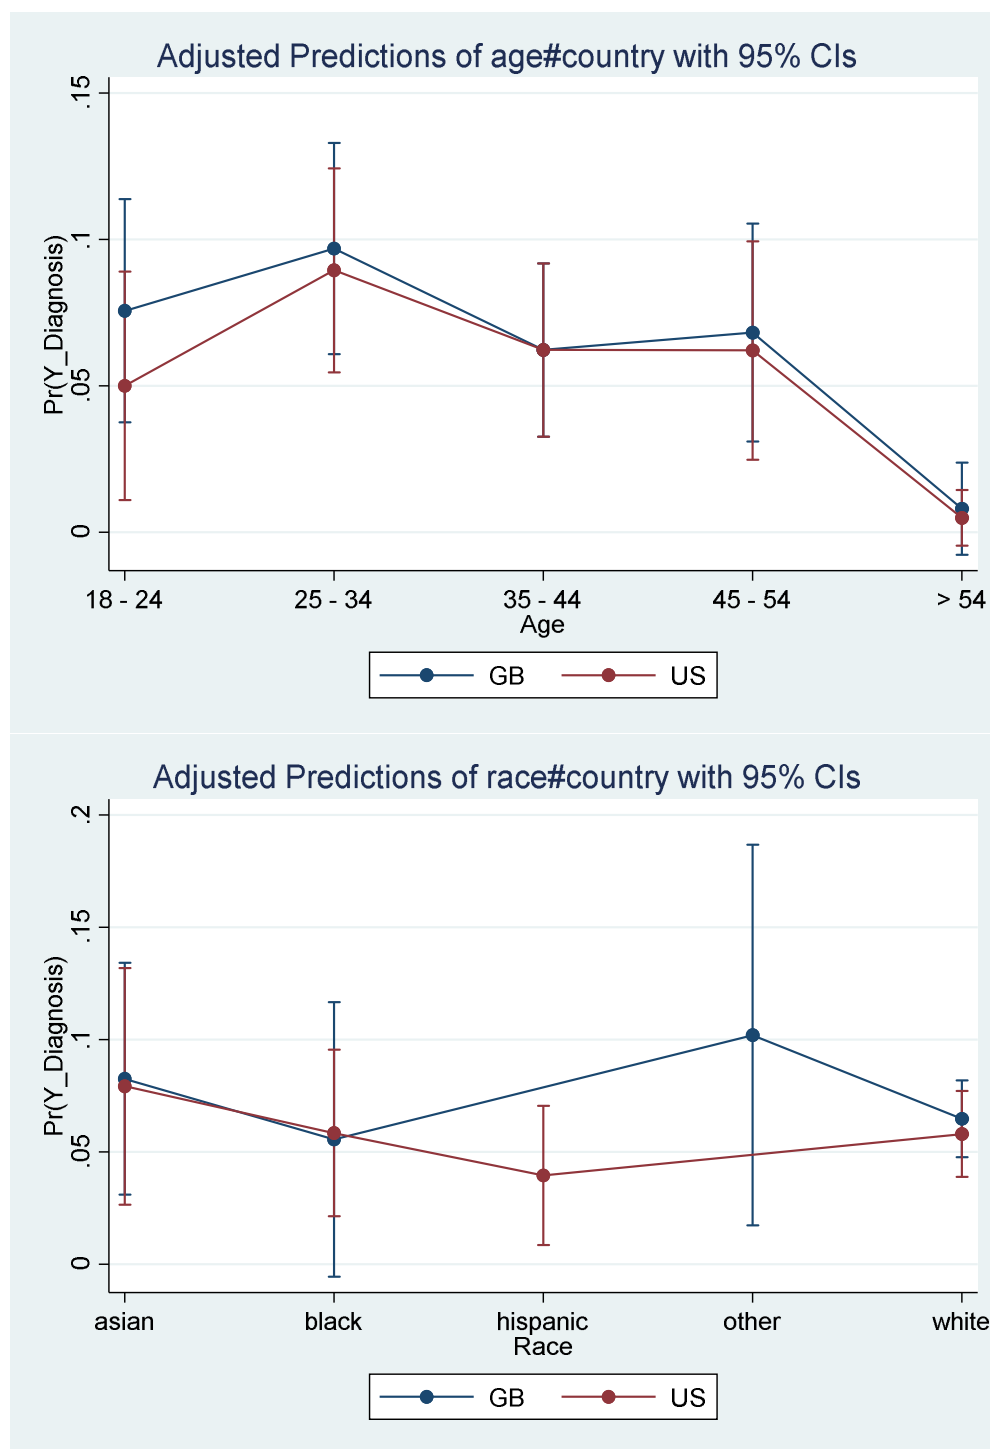 Adjusted Predictions of age#country with 95% CIs
Pr(Y_Diagnosis)
.15
.1
.05
0
18 - 24 25 - 34 35 - 44 45 - 54 > 54
Age
GB US
Adjusted Predictions of race#country with 95% CIs
Pr(Y_Diagnosis)
.2
.15
.1
.05
0
asian black hispanic other white
Race
GB US